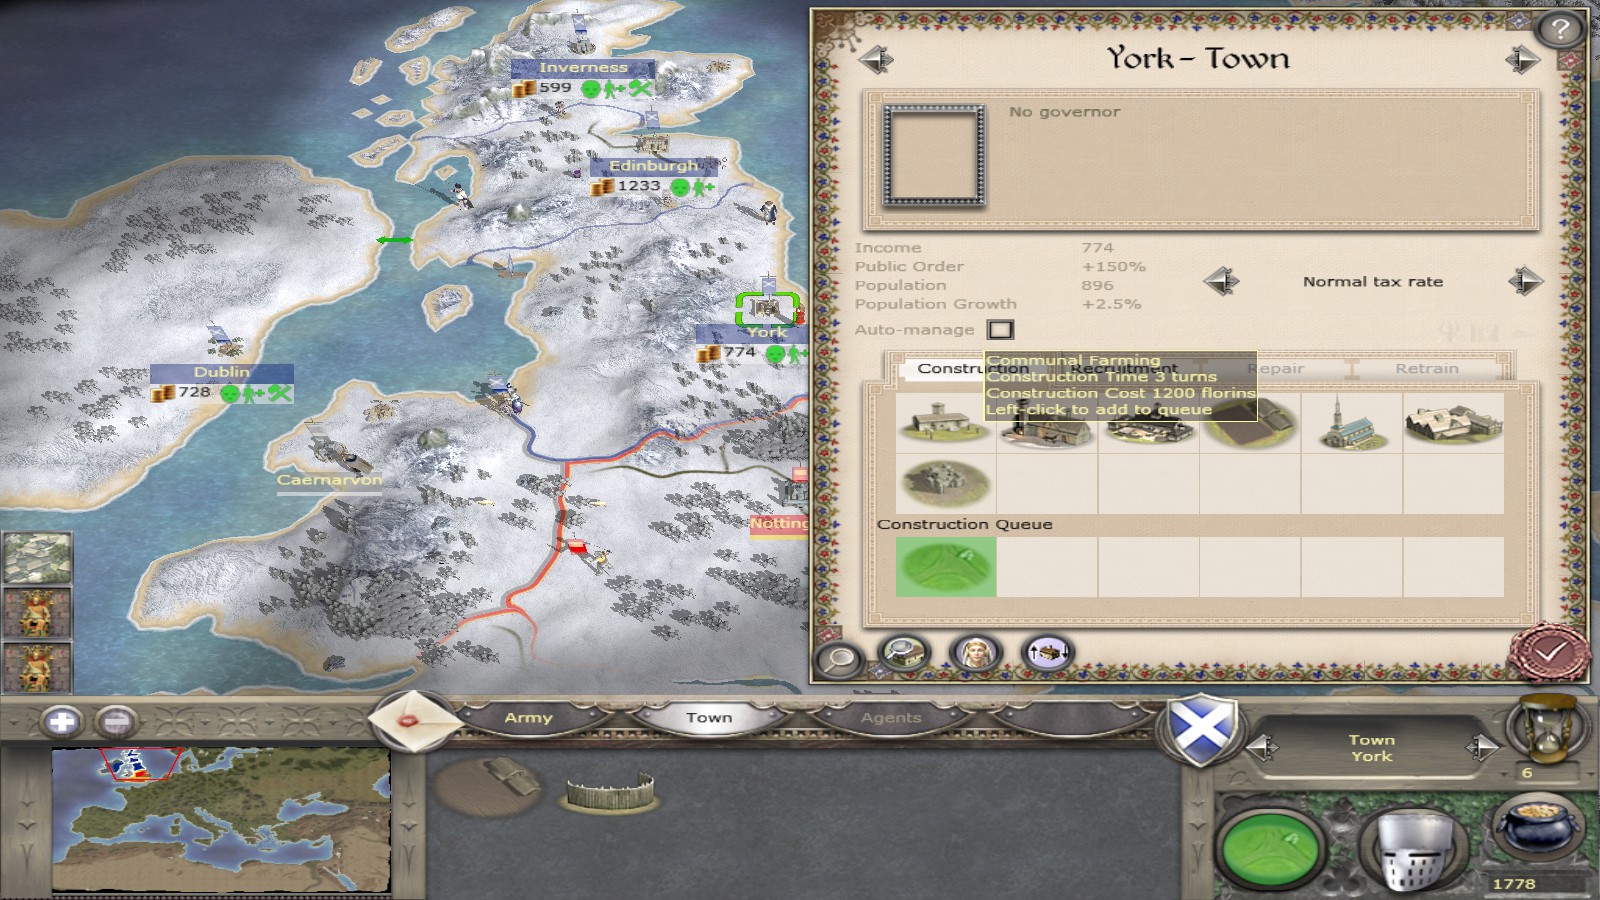 York - Town
?
No governor
Inverness
599
Edinburgh
1233
York
774
Dublin
728
Caernarvon
Notting
Income 774
Public Order +150%
Population 896
Population Growth +2.5%
Normal tax rate
Auto-manage
Construction Recruitment Repair Retrain
Communal Farming
Construction Time 3 turns
Construction Cost 1200 florins
Left-click to add to queue
Construction Queue
Army Town Agents
Town
York
6
1778